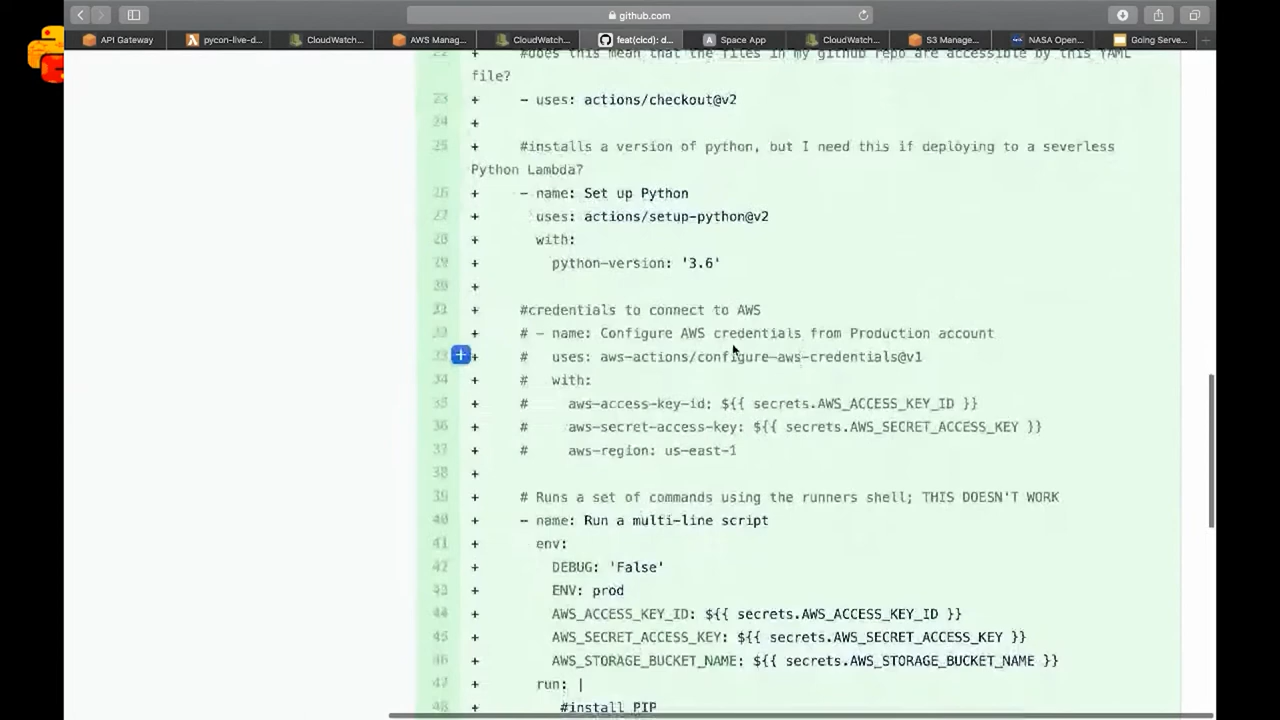 github.com
API Gateway
pycon-live-d...
CloudWatch...
AWS Manag...
CloudWatch...
feat(cicd): d...
Space App
CloudWatch...
S3 Manage...
NASA Open...
Going Serve...
22 + #does this mean that the files in my github repo are accessible by this YAML
file?
23 + - uses: actions/checkout@v2
24 +
25 + #installs a version of python, but I need this if deploying to a severless
Python Lambda?
26 + - name: Set up Python
27 + uses: actions/setup-python@v2
28 + with:
29 + python-version: '3.6'
30 +
31 + #credentials to connect to AWS
32 + # - name: Configure AWS credentials from Production account
33 + # uses: aws-actions/configure-aws-credentials@v1
34 + # with:
35 + # aws-access-key-id: ${{ secrets.AWS_ACCESS_KEY_ID }}
36 + # aws-secret-access-key: ${{ secrets.AWS_SECRET_ACCESS_KEY }}
37 + # aws-region: us-east-1
38 +
39 + # Runs a set of commands using the runners shell; THIS DOESN'T WORK
40 + - name: Run a multi-line script
41 + env:
42 + DEBUG: 'False'
43 + ENV: prod
44 + AWS_ACCESS_KEY_ID: ${{ secrets.AWS_ACCESS_KEY_ID }}
45 + AWS_SECRET_ACCESS_KEY: ${{ secrets.AWS_SECRET_ACCESS_KEY }}
46 + AWS_STORAGE_BUCKET_NAME: ${{ secrets.AWS_STORAGE_BUCKET_NAME }}
47 + run: |
48 + #install PIP